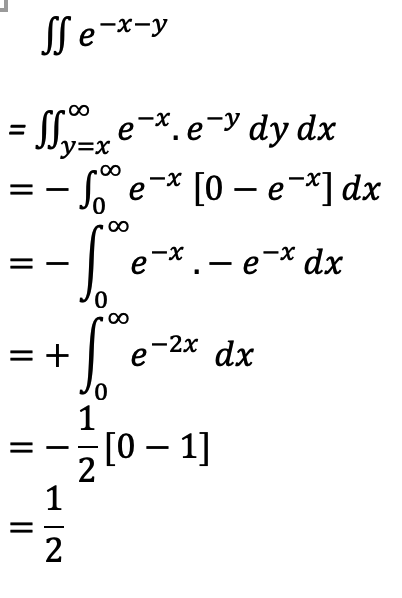 ∬ e^{−x−y}
= ∬_{y=x}^{∞} e^{−x}. e^{−y} dy dx
= − ∫_0^∞ e^{−x} [0 − e^{−x}] dx
= − ∫_0^∞ e^{−x} . − e^{−x} dx
= + ∫_0^∞ e^{−2x} dx
= − 1/2 [0 − 1]
= 1/2